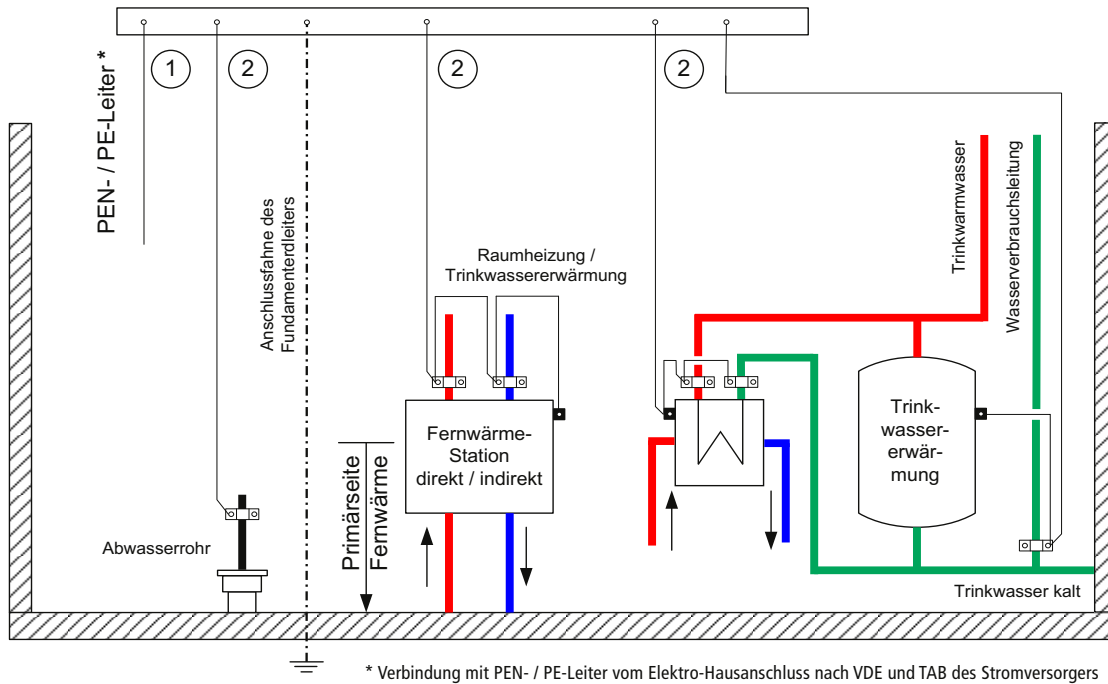 PEN- / PE-Leiter *
1
2
2
2
Anschlussfahne des
Fundamenterdleiters
Raumheizung /
Trinkwassererwärmung
Trinkwarmwasser
Wasserverbrauchsleitung
Fernwärme-
Station
direkt / indirekt
Trink-
wasser-
erwär-
mung
Primärseite
Fernwärme
Abwasserrohr
Trinkwasser kalt
* Verbindung mit PEN- / PE-Leiter vom Elektro-Hausanschluss nach VDE und TAB des Stromversorgers